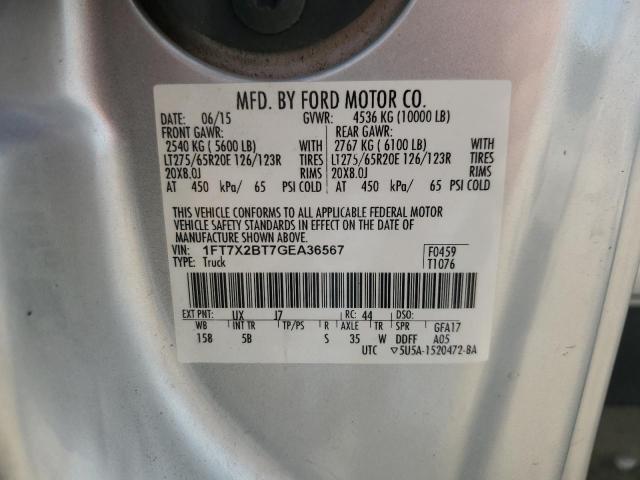 MFD. BY FORD MOTOR CO.
DATE: 06/15 GVWR: 4536 KG (10000 LB)
FRONT GAWR: REAR GAWR:
2540 KG ( 5600 LB) WITH 2767 KG ( 6100 LB) WITH
LT275/65R20E 126/123R TIRES LT275/65R20E 126/123R TIRES
20X8.0J RIMS 20X8.0J RIMS
AT 450 kPa/ 65 PSI COLD AT 450 kPa/ 65 PSI COLD
THIS VEHICLE CONFORMS TO ALL APPLICABLE FEDERAL MOTOR
VEHICLE SAFETY STANDARDS IN EFFECT ON THE DATE OF
MANUFACTURE SHOWN ABOVE.
VIN: 1FT7X2BT7GEA36567 F0459
TYPE: Truck T1076
EXT PNT: UX J7 RC: 44 DSO:
WB INT TR TP/PS R AXLE TR SPR GFA17
158 5B S 35 W DDFF A05
UTC ▽5U5A-1520472-BA